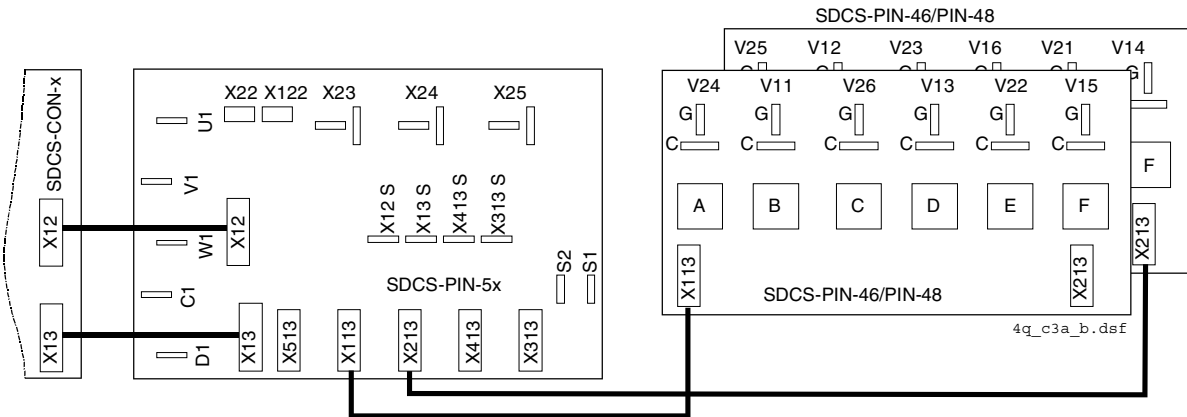 SDCS-PIN-46/PIN-48
V25 V12 V23 V16 V21 V14
G G G G G G
F
X213
V24 V11 V26 V13 V22 V15
G G G G G G
C C C C C C
A B C D E F
X113
X213
SDCS-PIN-46/PIN-48
4q_c3a_b.dsf
SDCS-CON-x
X12
X13
U1
V1
W1
C1
D1
X22 X122 X23 X24 X25
X12
X12 S X13 S X413 S X313 S
S2 S1
SDCS-PIN-5x
X13 X513 X113 X213 X413 X313